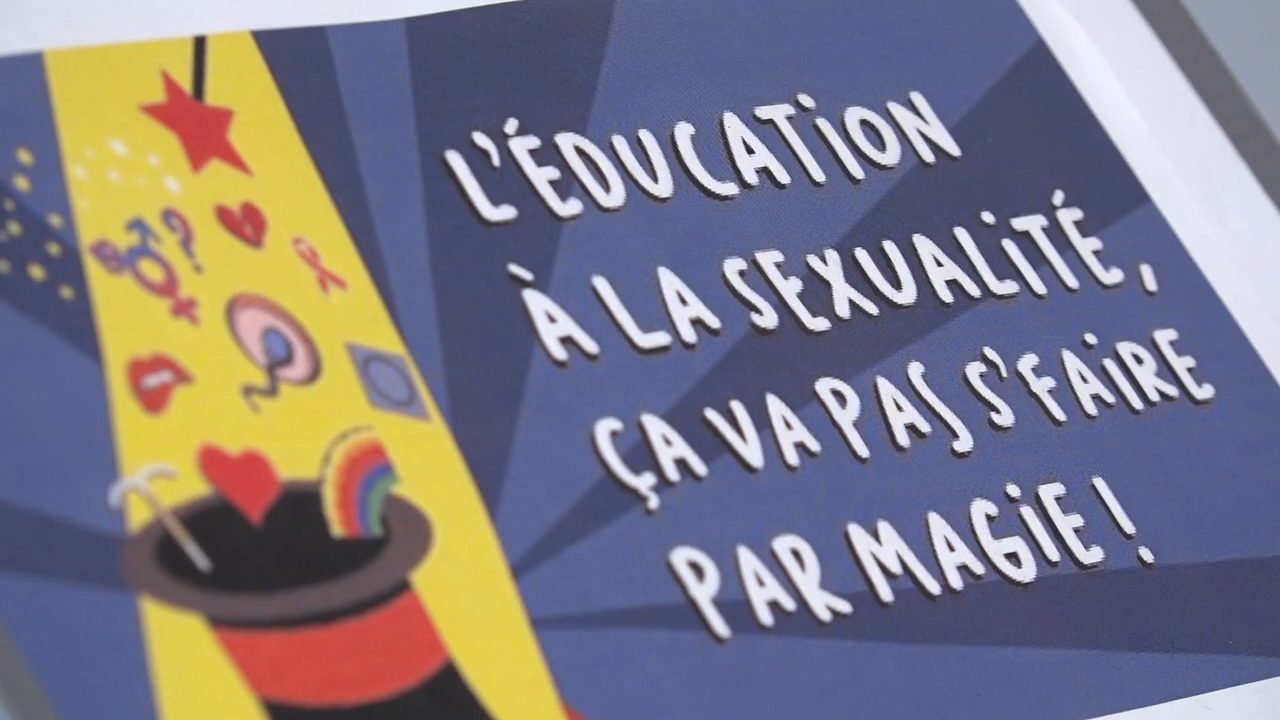 L'ÉDUCATION
À LA SEXUALITÉ,
ÇA VA PAS S'FAIRE
PAR MAGIE !